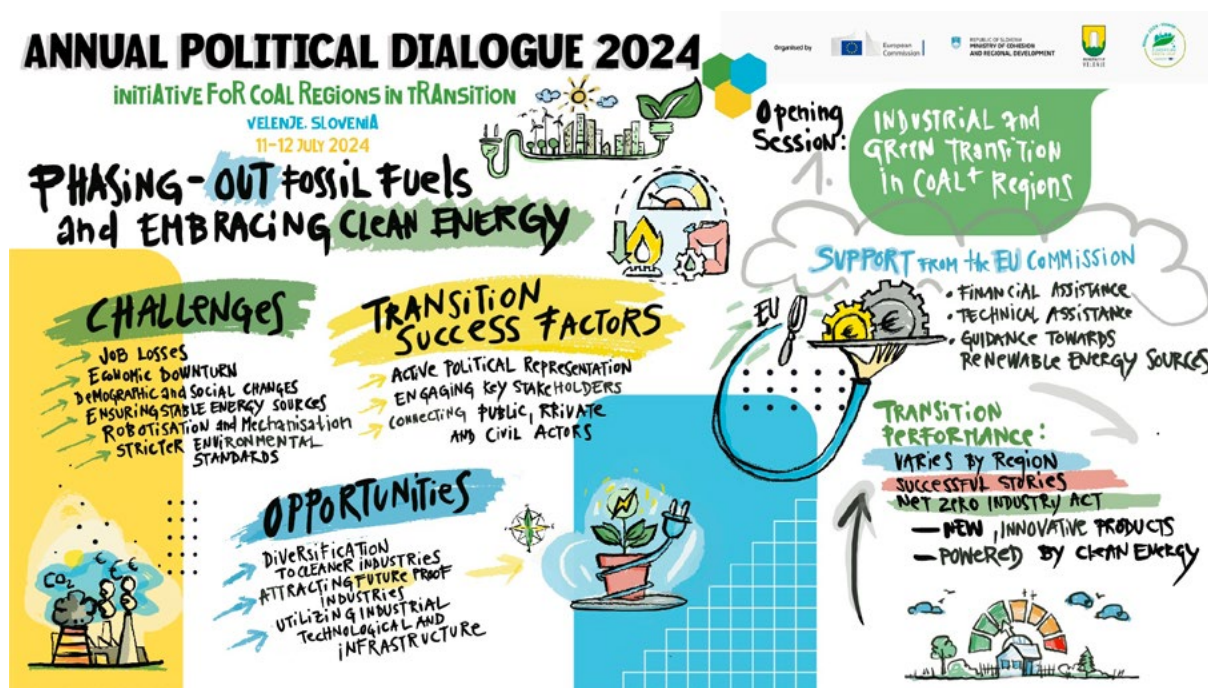 ANNUAL POLITICAL DIALOGUE 2024
INITIATIVE FOR COAL REGIONS IN TRANSITION
VELENJE, SLOVENIA
11-12 JULY 2024
PHASING-OUT FOSSIL FUELS
and EMBRACING CLEAN ENERGY
CHALLENGES
JOB LOSSES
ECONOMIC DOWNTURN
DEMOGRAPHIC and SOCIAL CHANGES
ENSURING STABLE ENERGY SOURCES
ROBOTISATION and MECHANISATION
STRICTER ENVIRONMENTAL
STANDARDS
CO2
€ € €
TRANSITION
SUCCESS FACTORS
ACTIVE POLITICAL REPRESENTATION
ENGAGING KEY STAKEHOLDERS
CONNECTING PUBLIC, PRIVATE
AND CIVIL ACTORS
OPPORTUNITIES
DIVERSIFICATION
TO CLEANER INDUSTRIES
ATTRACTING FUTURE PROOF
INDUSTRIES
UTILIZING INDUSTRIAL
TECHNOLOGICAL AND
INFRASTRUCTURE
Organised by
European
Commission
REPUBLIC OF SLOVENIA
MINISTRY OF COHESION
AND REGIONAL DEVELOPMENT
VELENJE
Opening
Session:
1.
INDUSTRIAL and
GREEN TRANSITION
in COAL+ Regions
SUPPORT FROM the EU COMMISSION
• FINANCIAL ASSISTANCE
• TECHNICAL ASSISTANCE
• GUIDANCE TOWARDS
RENEWABLE ENERGY SOURCES
EU
€ €
TRANSITION
PERFORMANCE:
VARIES BY REGION
SUCCESSFUL STORIES
NET ZERO INDUSTRY ACT
— NEW, INNOVATIVE PRODUCTS
— POWERED BY CLEAN ENERGY